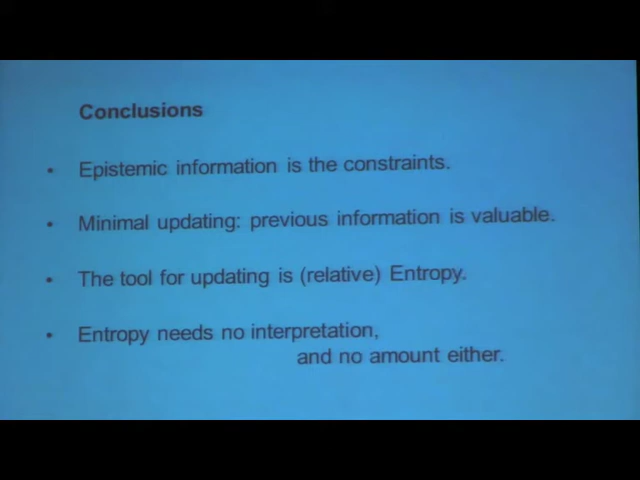 Conclusions
• Epistemic information is the constraints.
• Minimal updating: previous information is valuable.
• The tool for updating is (relative) Entropy.
• Entropy needs no interpretation,
and no amount either.